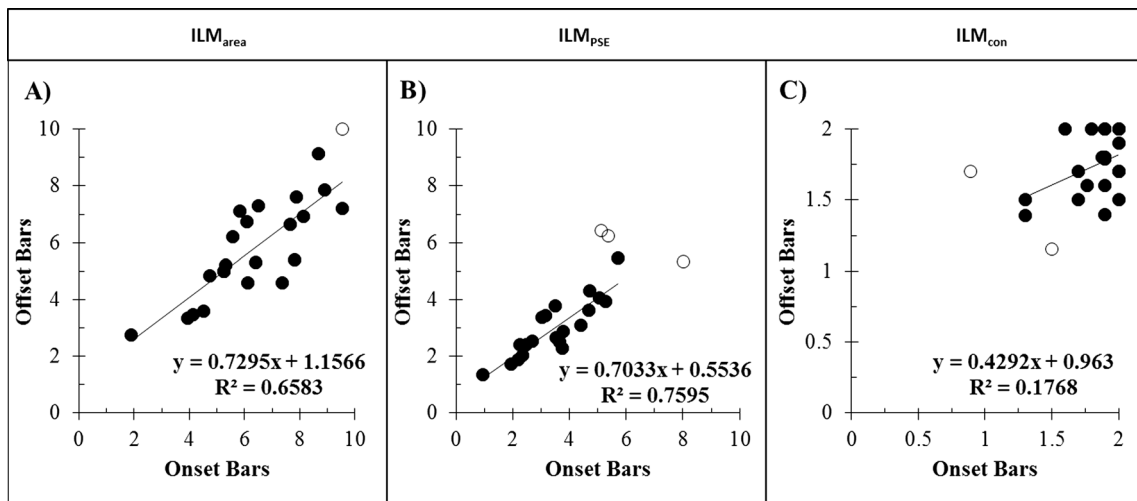 ILMarea
ILMPSE
ILMcon
A)
10
8
6
4
2
0
Offset Bars
y = 0.7295x + 1.1566
R² = 0.6583
0 2 4 6 8 10
Onset Bars
B)
10
8
6
4
2
0
Offset Bars
y = 0.7033x + 0.5536
R² = 0.7595
0 2 4 6 8 10
Onset Bars
C)
2
1.5
1
0.5
0
Offset Bars
y = 0.4292x + 0.963
R² = 0.1768
0 0.5 1 1.5 2
Onset Bars